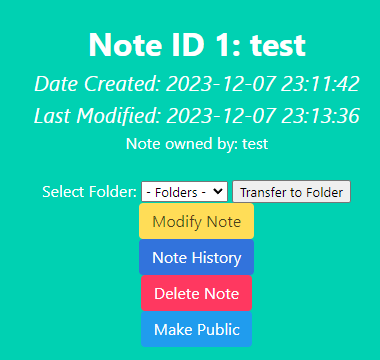 Note ID 1: test
Date Created: 2023-12-07 23:11:42
Last Modified: 2023-12-07 23:13:36
Note owned by: test
Select Folder: - Folders - Transfer to Folder
Modify Note
Note History
Delete Note
Make Public